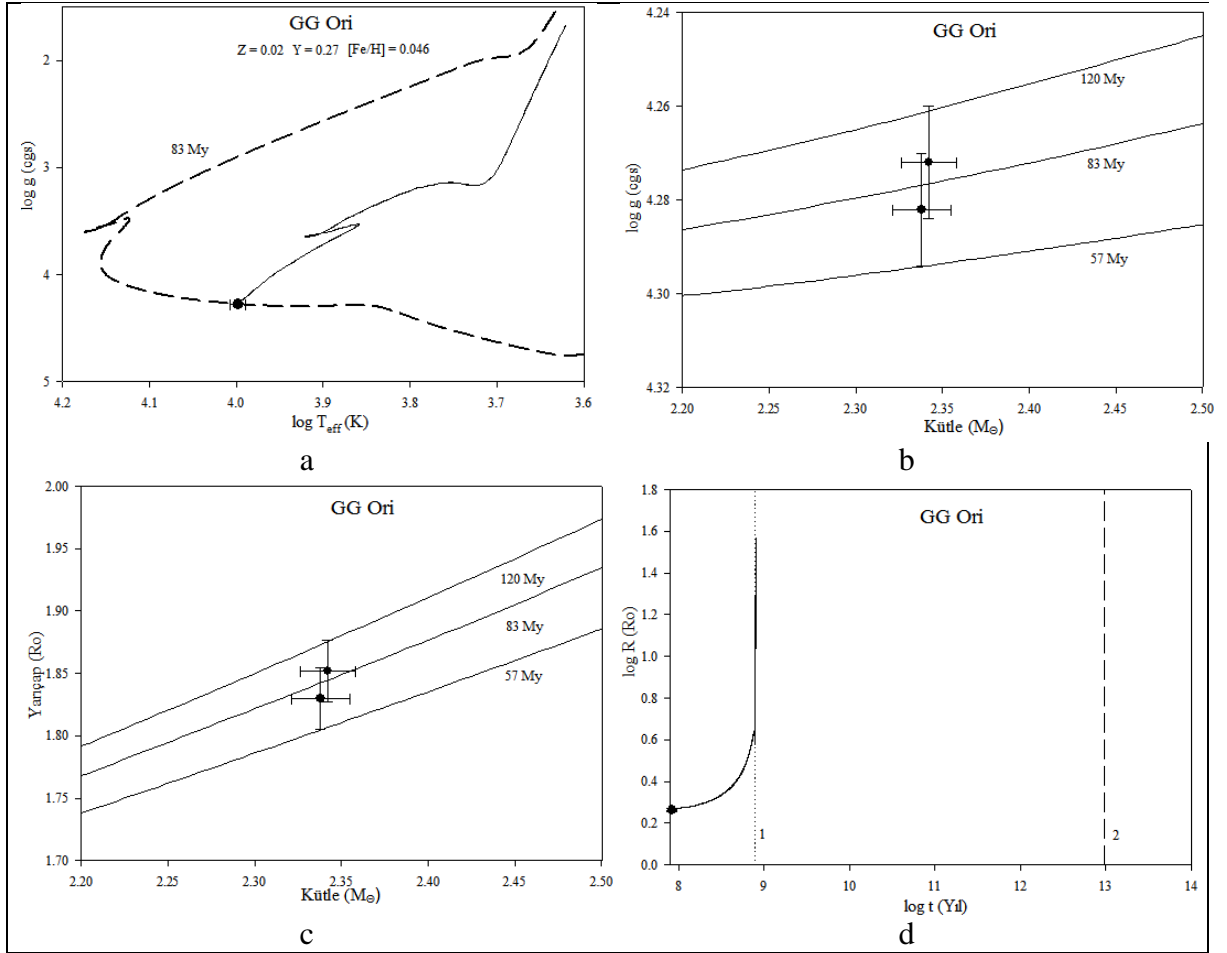 GG Ori
Z = 0.02 Y = 0.27 [Fe/H] = 0.046
83 My
log g (cgs)
2
3
4
5
4.2
4.1
4.0
3.9
3.8
3.7
3.6
log Teff (K)
a
GG Ori
120 My
83 My
57 My
log g (cgs)
4.24
4.26
4.28
4.30
4.32
2.20
2.25
2.30
2.35
2.40
2.45
2.50
Kütle (M⊙)
b
GG Ori
120 My
83 My
57 My
Yarıçap (Ro)
2.00
1.95
1.90
1.85
1.80
1.75
1.70
2.20
2.25
2.30
2.35
2.40
2.45
2.50
Kütle (M⊙)
c
GG Ori
log R (Ro)
1.8
1.6
1.4
1.2
1.0
0.8
0.6
0.4
0.2
0.0
1
2
8
9
10
11
12
13
14
log t (Yıl)
d